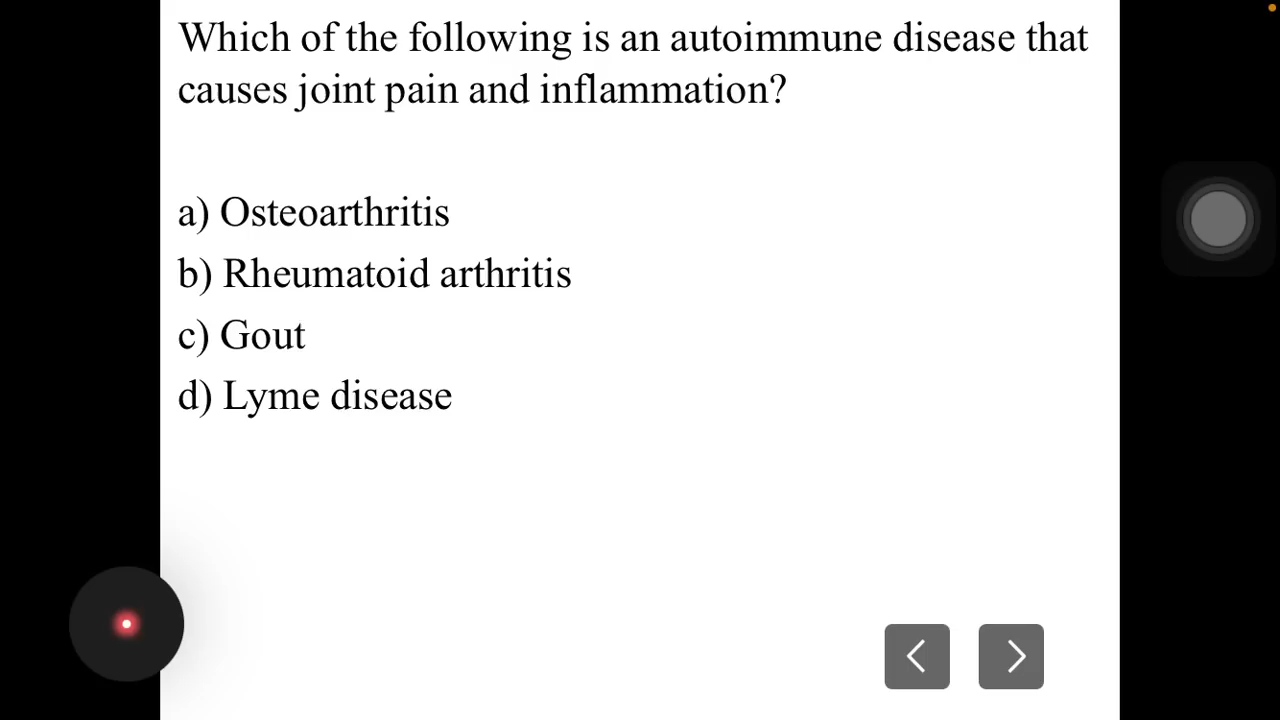 Which of the following is an autoimmune disease that
causes joint pain and inflammation?
a) Osteoarthritis
b) Rheumatoid arthritis
c) Gout
d) Lyme disease